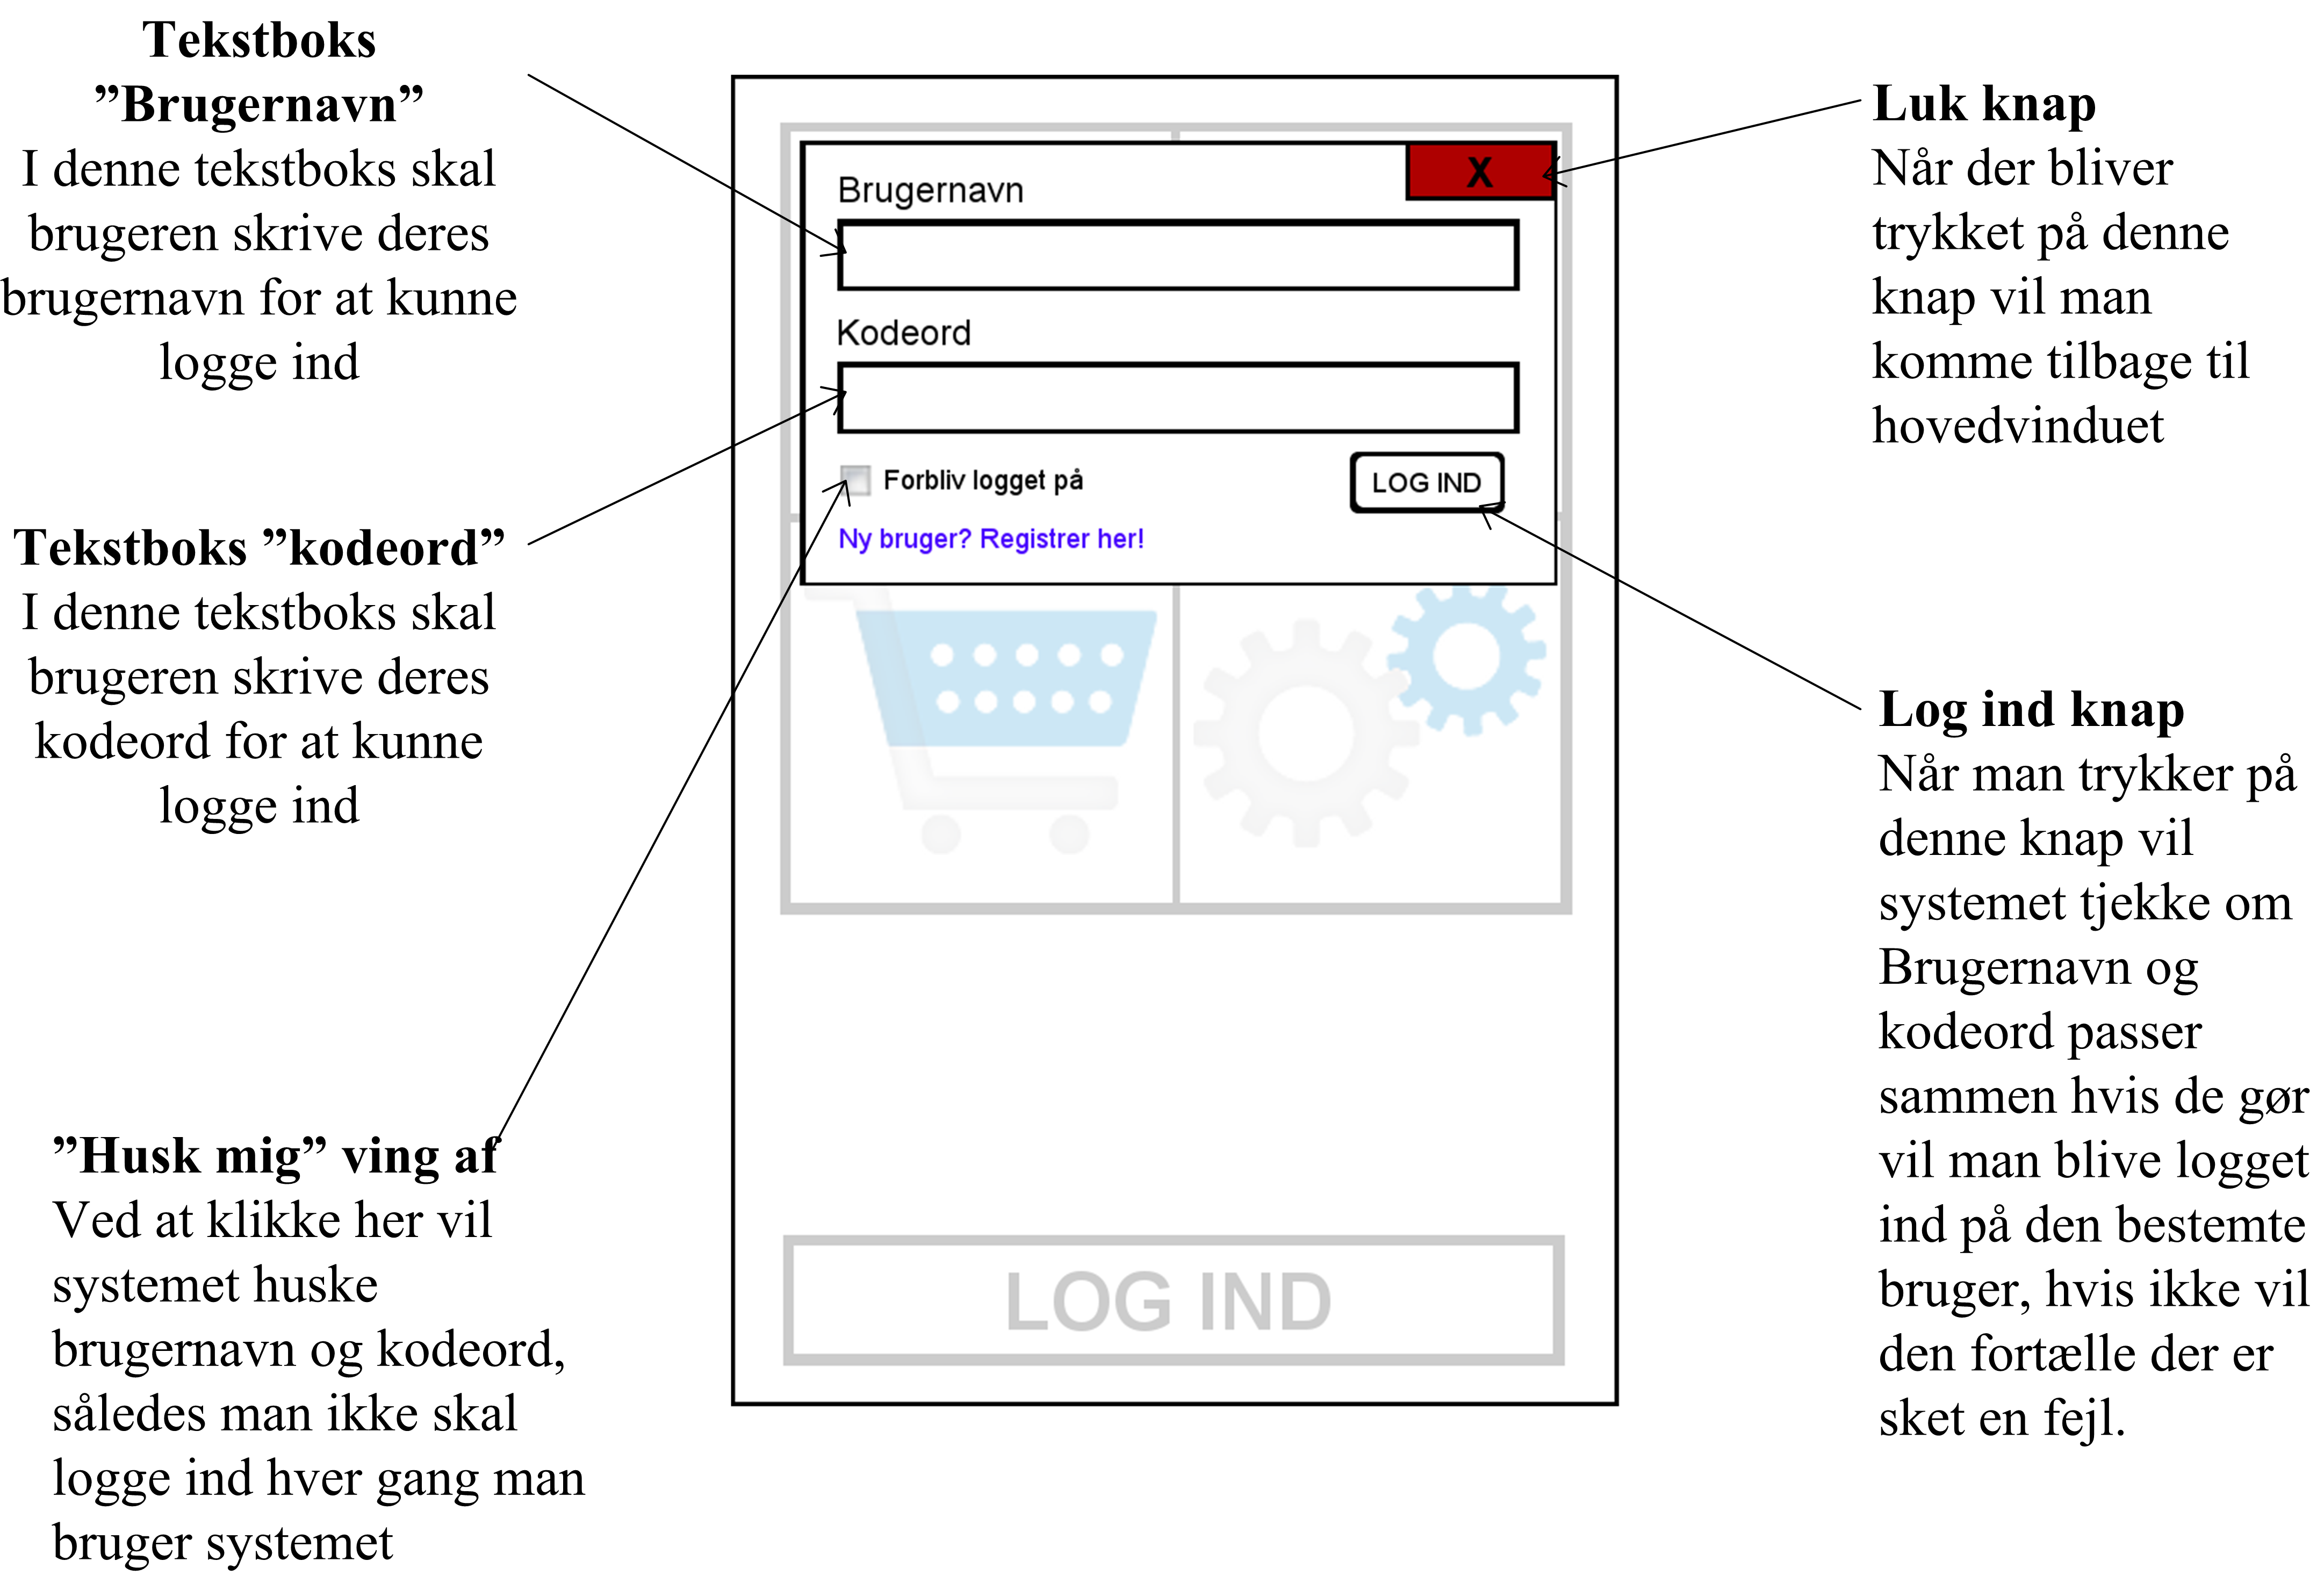 Tekstboks
”Brugernavn”
I denne tekstboks skal
brugeren skrive deres
brugernavn for at kunne
logge ind
Tekstboks ”kodeord”
I denne tekstboks skal
brugeren skrive deres
kodeord for at kunne
logge ind
”Husk mig” ving af
Ved at klikke her vil
systemet huske
brugernavn og kodeord,
således man ikke skal
logge ind hver gang man
bruger systemet
X
Brugernavn
Kodeord
Forbliv logget på
LOG IND
Ny bruger? Registrer her!
LOG IND
Luk knap
Når der bliver
trykket på denne
knap vil man
komme tilbage til
hovedvinduet
Log ind knap
Når man trykker på
denne knap vil
systemet tjekke om
Brugernavn og
kodeord passer
sammen hvis de gør
vil man blive logget
ind på den bestemte
bruger, hvis ikke vil
den fortælle der er
sket en fejl.